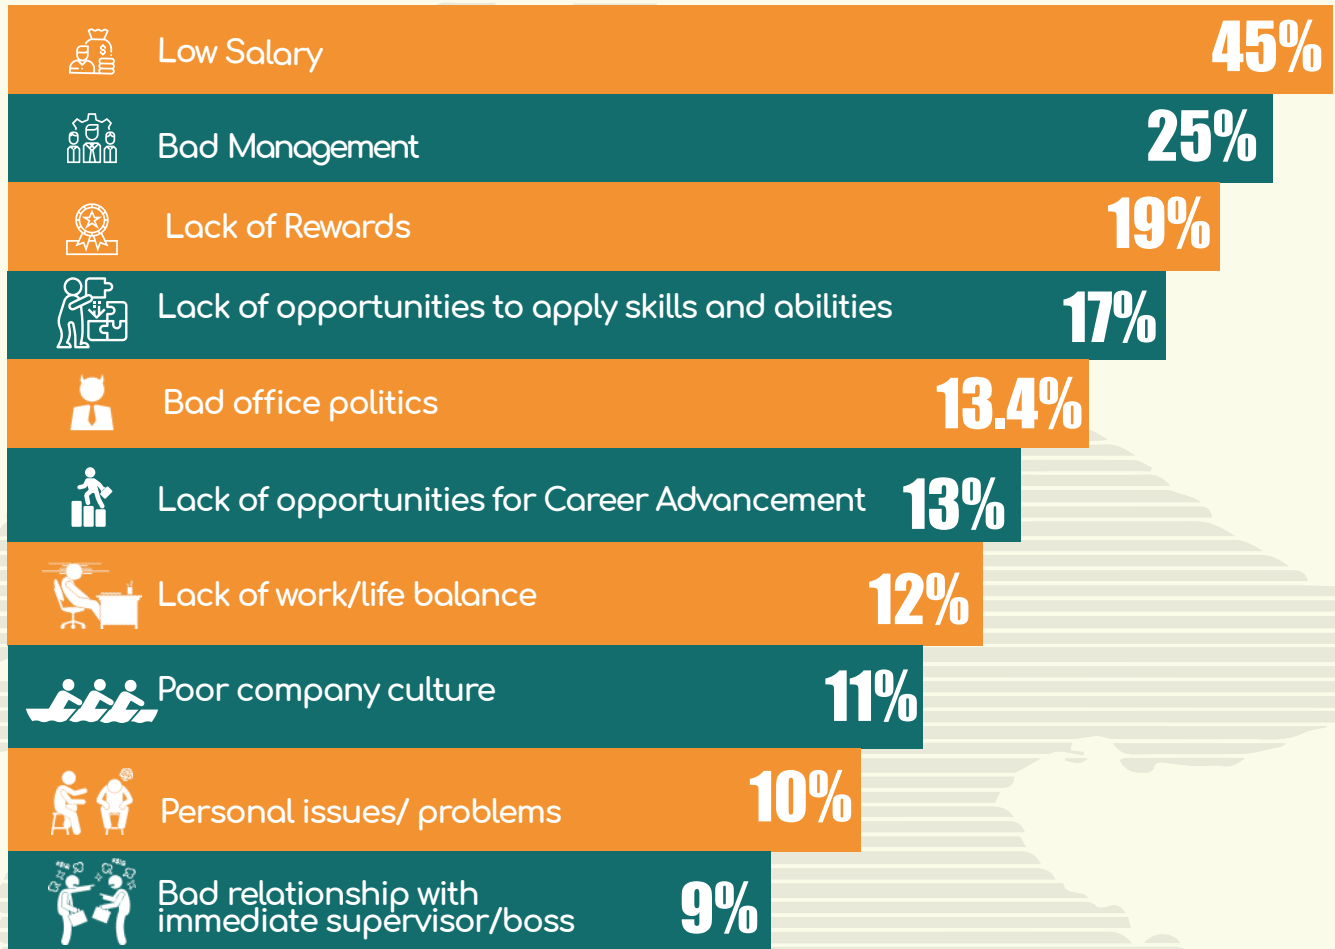 Low Salary 45%
Bad Management 25%
Lack of Rewards 19%
Lack of opportunities to apply skills and abilities 17%
Bad office politics 13.4%
Lack of opportunities for Career Advancement 13%
Lack of work/life balance 12%
Poor company culture 11%
Personal issues/ problems 10%
Bad relationship with
immediate supervisor/boss 9%